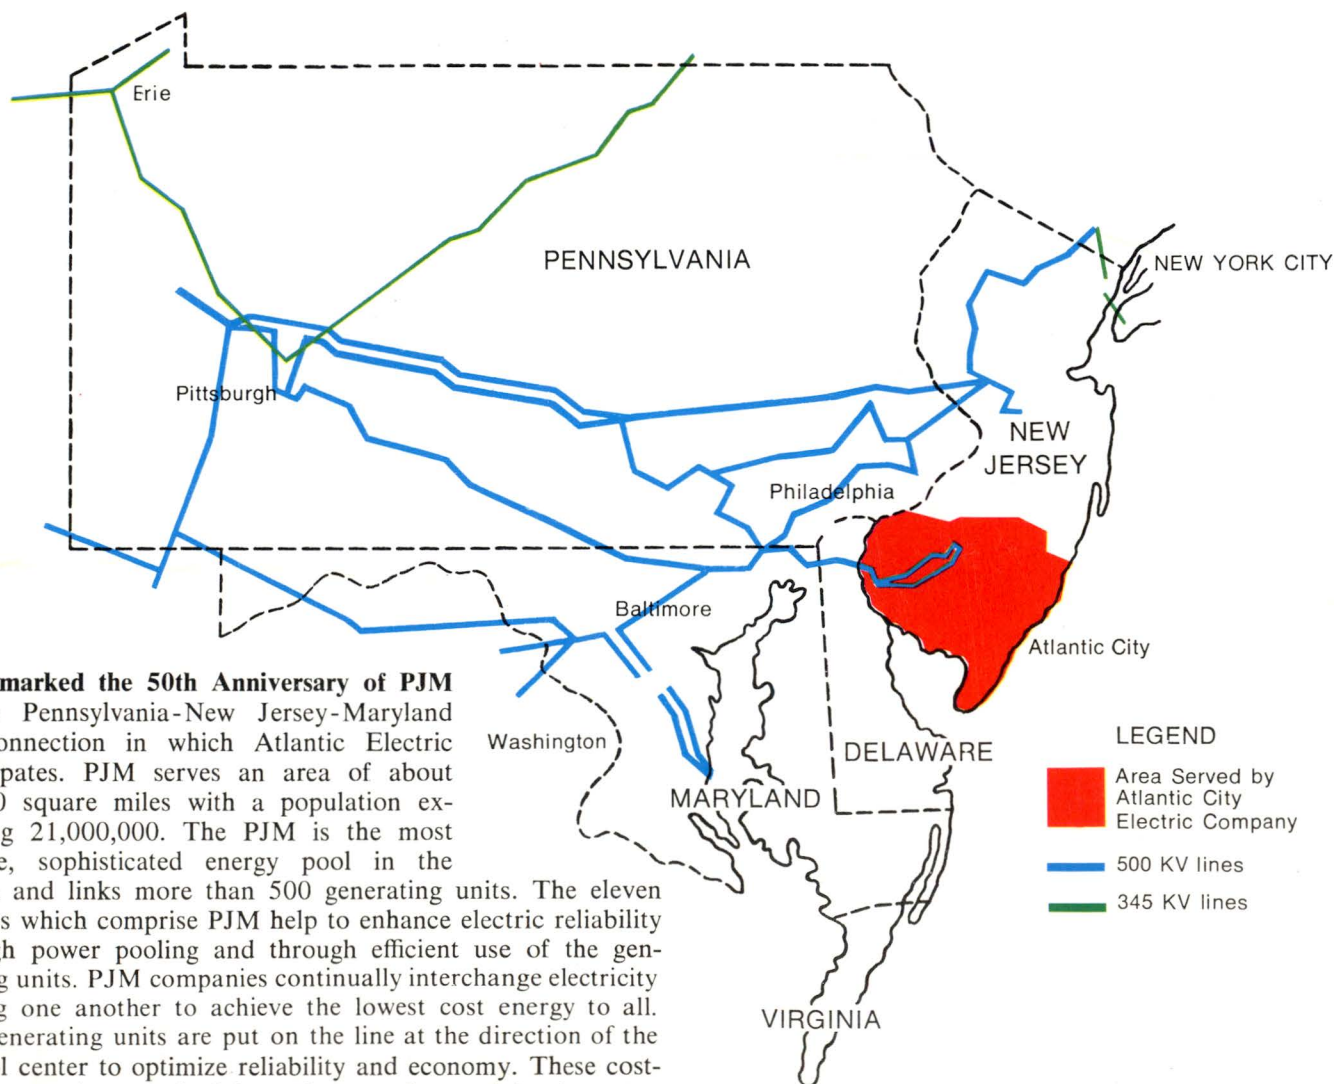 Erie
PENNSYLVANIA
NEW YORK CITY
Pittsburgh
NEW
JERSEY
Philadelphia
Baltimore
Atlantic City
Washington
DELAWARE
MARYLAND
VIRGINIA
LEGEND
Area Served by
Atlantic City
Electric Company
500 KV lines
345 KV lines
marked the 50th Anniversary of PJM
Pennsylvania-New Jersey-Maryland
onnection in which Atlantic Electric
pates. PJM serves an area of about
0 square miles with a population ex-
g 21,000,000. The PJM is the most
e, sophisticated energy pool in the
and links more than 500 generating units. The eleven
s which comprise PJM help to enhance electric reliability
gh power pooling and through efficient use of the gen-
g units. PJM companies continually interchange electricity
g one another to achieve the lowest cost energy to all.
enerating units are put on the line at the direction of the
l center to optimize reliability and economy. These cost-